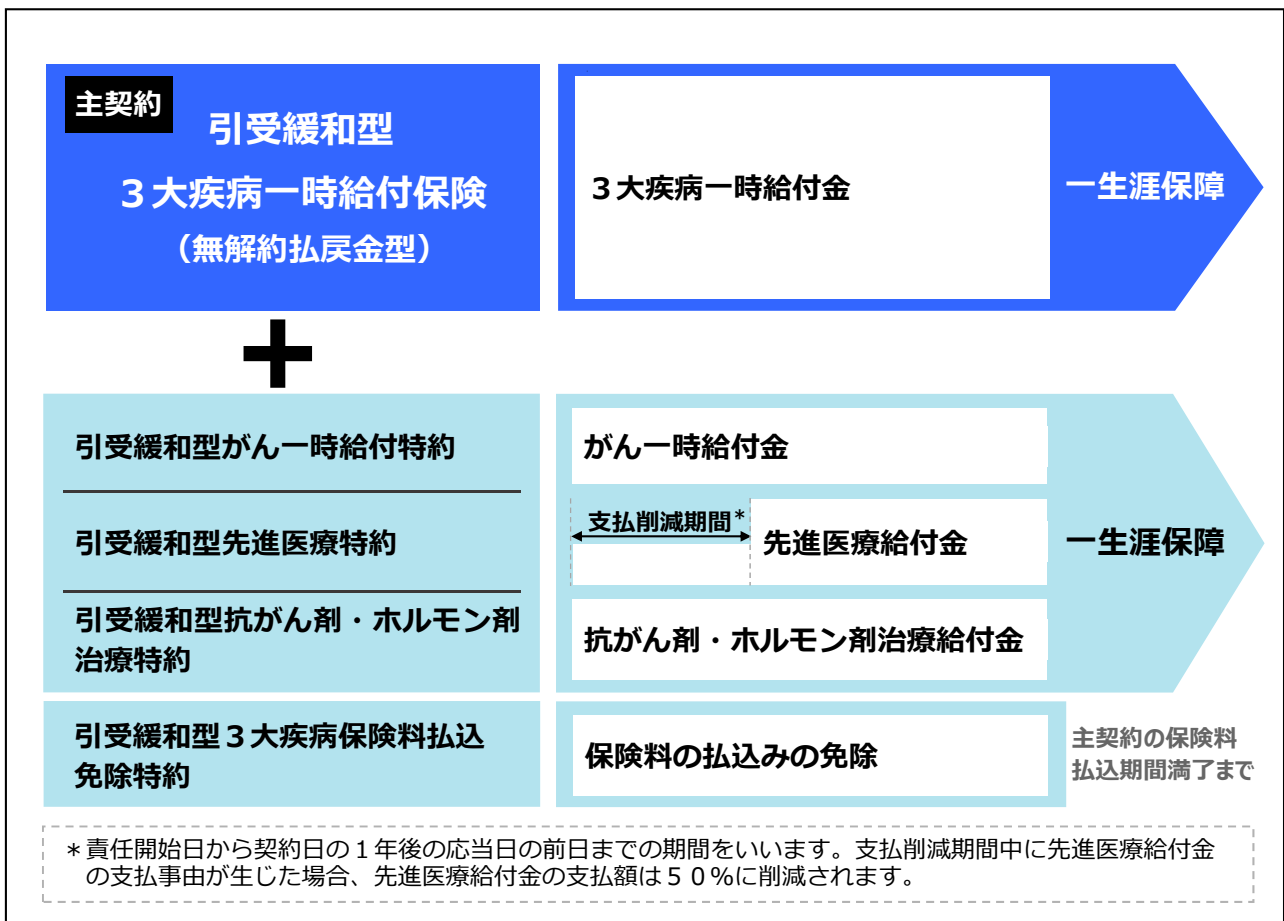 主契約
引受緩和型
３大疾病一時給付保険
（無解約払戻金型）
３大疾病一時給付金
一生涯保障
+
引受緩和型がん一時給付特約
がん一時給付金
引受緩和型先進医療特約
支払削減期間*
先進医療給付金
一生涯保障
引受緩和型抗がん剤・ホルモン剤
治療特約
抗がん剤・ホルモン剤治療給付金
引受緩和型３大疾病保険料払込
免除特約
保険料の払込みの免除
主契約の保険料
払込期間満了まで
＊責任開始日から契約日の１年後の応当日の前日までの期間をいいます。支払削減期間中に先進医療給付金
の支払事由が生じた場合、先進医療給付金の支払額は５０％に削減されます。